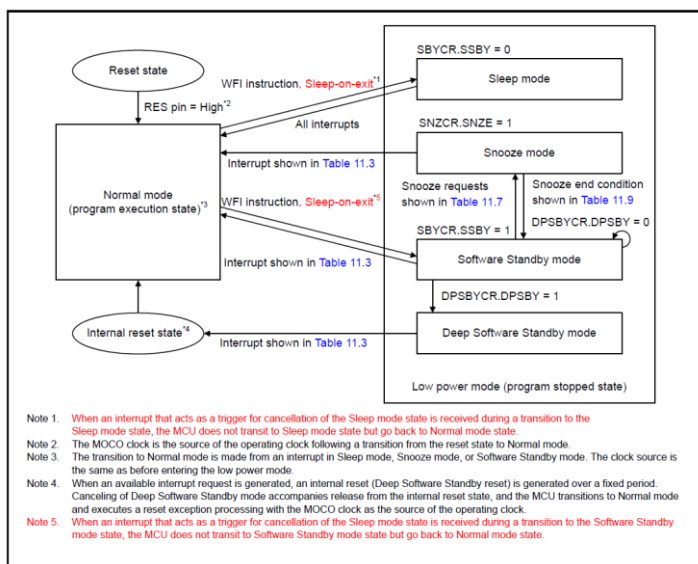 Reset state
RES pin = High*2
Normal mode
(program execution state)*3
Internal reset state*4
WFI instruction, Sleep-on-exit*1
All interrupts
Interrupt shown in Table 11.3
WFI instruction, Sleep-on-exit*5
Interrupt shown in Table 11.3
Interrupt shown in Table 11.3
SBYCR.SSBY = 0
Sleep mode
SNZCR.SNZE = 1
Snooze mode
Snooze requests
shown in Table 11.7
Snooze end condition
shown in Table 11.9
DPSBYCR.DPSBY = 0
SBYCR.SSBY = 1
Software Standby mode
DPSBYCR.DPSBY = 1
Deep Software Standby mode
Low power mode (program stopped state)
Note 1. When an interrupt that acts as a trigger for cancellation of the Sleep mode state is received during a transition to the
Sleep mode state, the MCU does not transit to Sleep mode state but go back to Normal mode state.
Note 2. The MOCO clock is the source of the operating clock following a transition from the reset state to Normal mode.
Note 3. The transition to Normal mode is made from an interrupt in Sleep mode, Snooze mode, or Software Standby mode. The clock source is
the same as before entering the low power mode.
Note 4. When an available interrupt request is generated, an internal reset (Deep Software Standby reset) is generated over a fixed period.
Canceling of Deep Software Standby mode accompanies release from the internal reset state, and the MCU transitions to Normal mode
and executes a reset exception processing with the MOCO clock as the source of the operating clock.
Note 5. When an interrupt that acts as a trigger for cancellation of the Sleep mode state is received during a transition to the Software Standby
mode state, the MCU does not transit to Software Standby mode state but go back to Normal mode state.